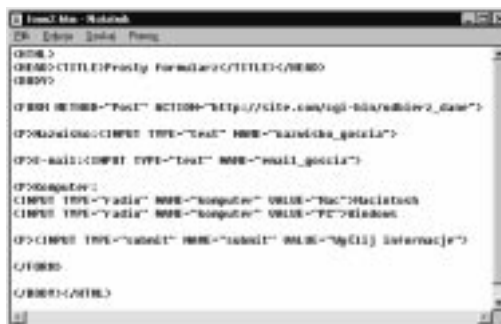 form2.htm - Notatnik
Plik Edycja Szukaj Pomoc
<HTML>
<HEAD><TITLE>Prosty Formularz</TITLE></HEAD>
<BODY>
<FORM METHOD="Post" ACTION="http://site.com/cgi-bin/odbierz_dane">
<P>Nazwisko:<INPUT TYPE="text" NAME="nazwisko_goscia">
<P>E-mail:<INPUT TYPE="text" NAME="email_goscia">
<P>Komputer:
<INPUT TYPE="radio" NAME="komputer" VALUE="Mac">Macintosh
<INPUT TYPE="radio" NAME="komputer" VALUE="PC">Windows
<P><INPUT TYPE="submit" NAME="submit" VALUE="Wyślij informacje">
</FORM>
</BODY></HTML>